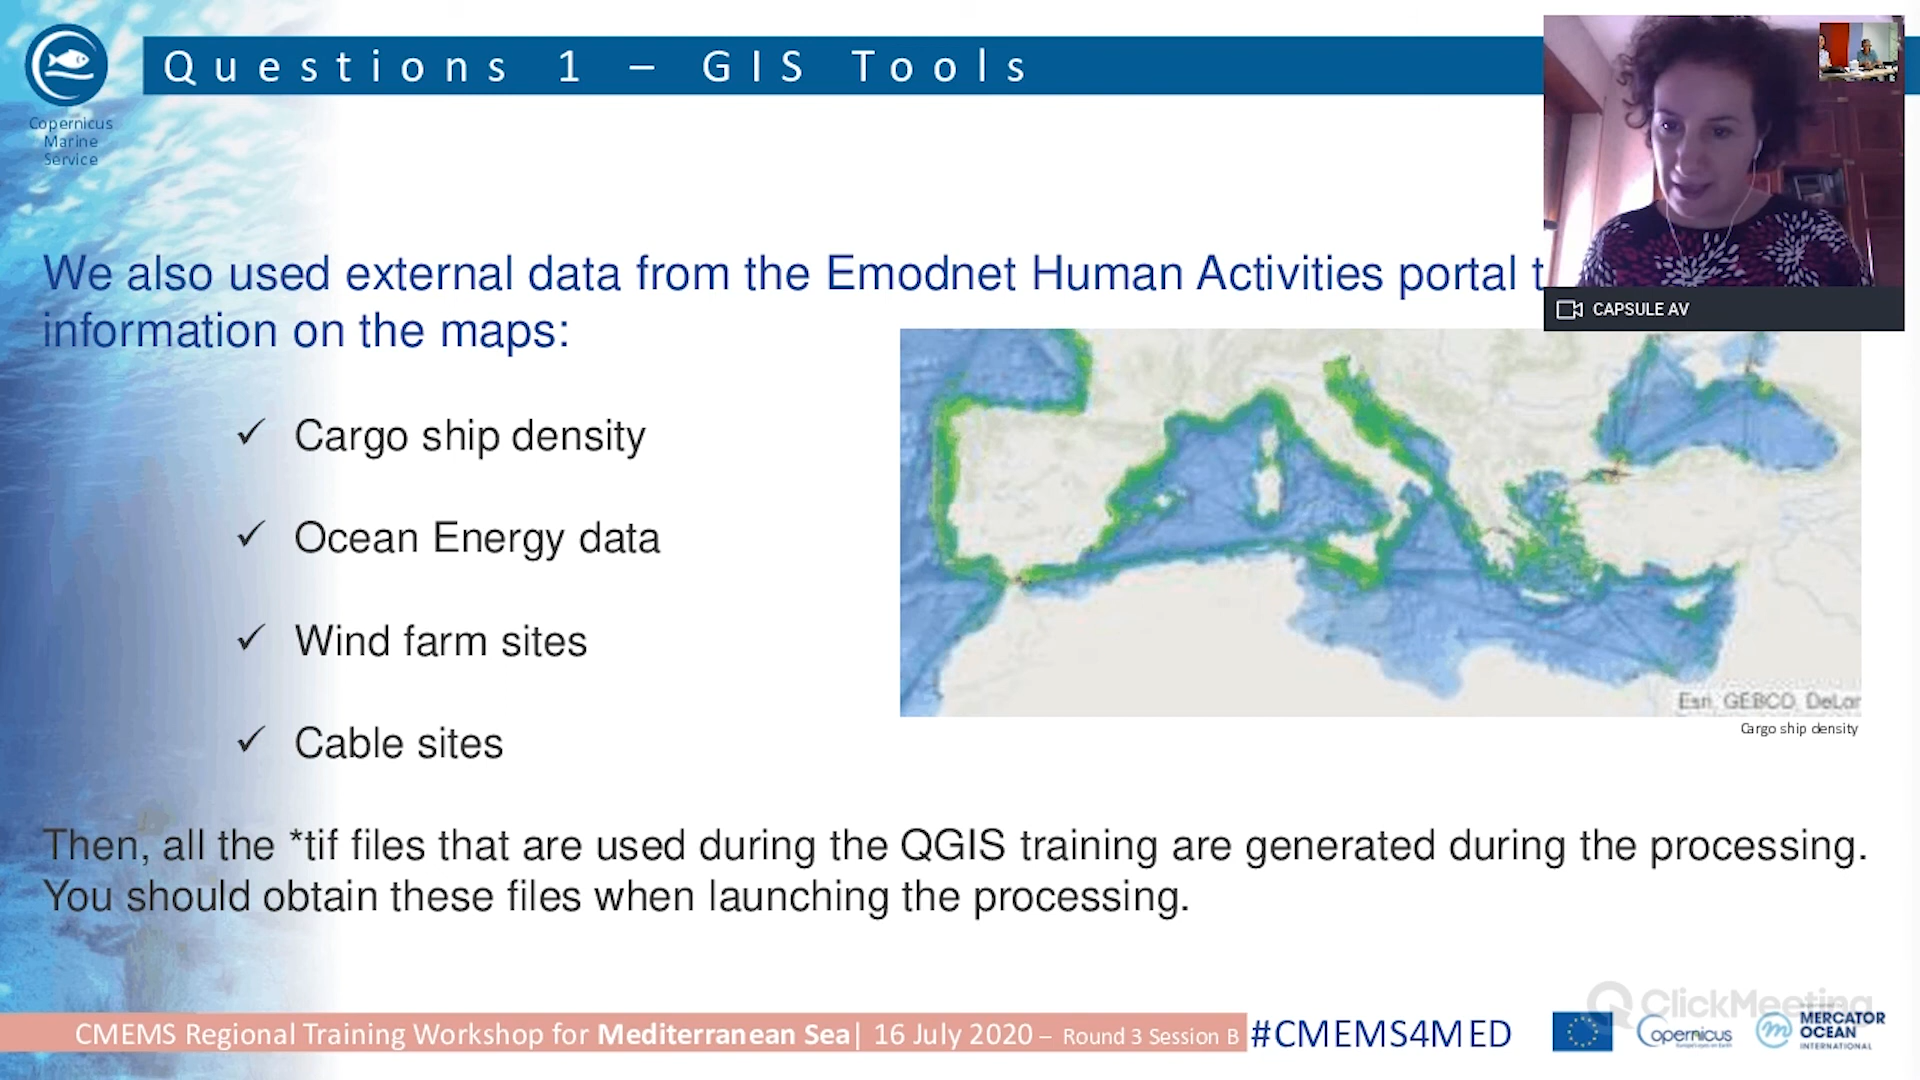 Questions 1 – GIS Tools
Copernicus
Marine
Service
We also used external data from the Emodnet Human Activities portal t
information on the maps:
CAPSULE AV
✓ Cargo ship density
✓ Ocean Energy data
✓ Wind farm sites
✓ Cable sites
Esri, GEBCO, DeLor
Cargo ship density
Then, all the *tif files that are used during the QGIS training are generated during the processing.
You should obtain these files when launching the processing.
ClickMeeting
CMEMS Regional Training Workshop for Mediterranean Sea| 16 July 2020 – Round 3 Session B
#CMEMS4MED
Copernicus
MERCATOR
OCEAN
INTERNATIONAL